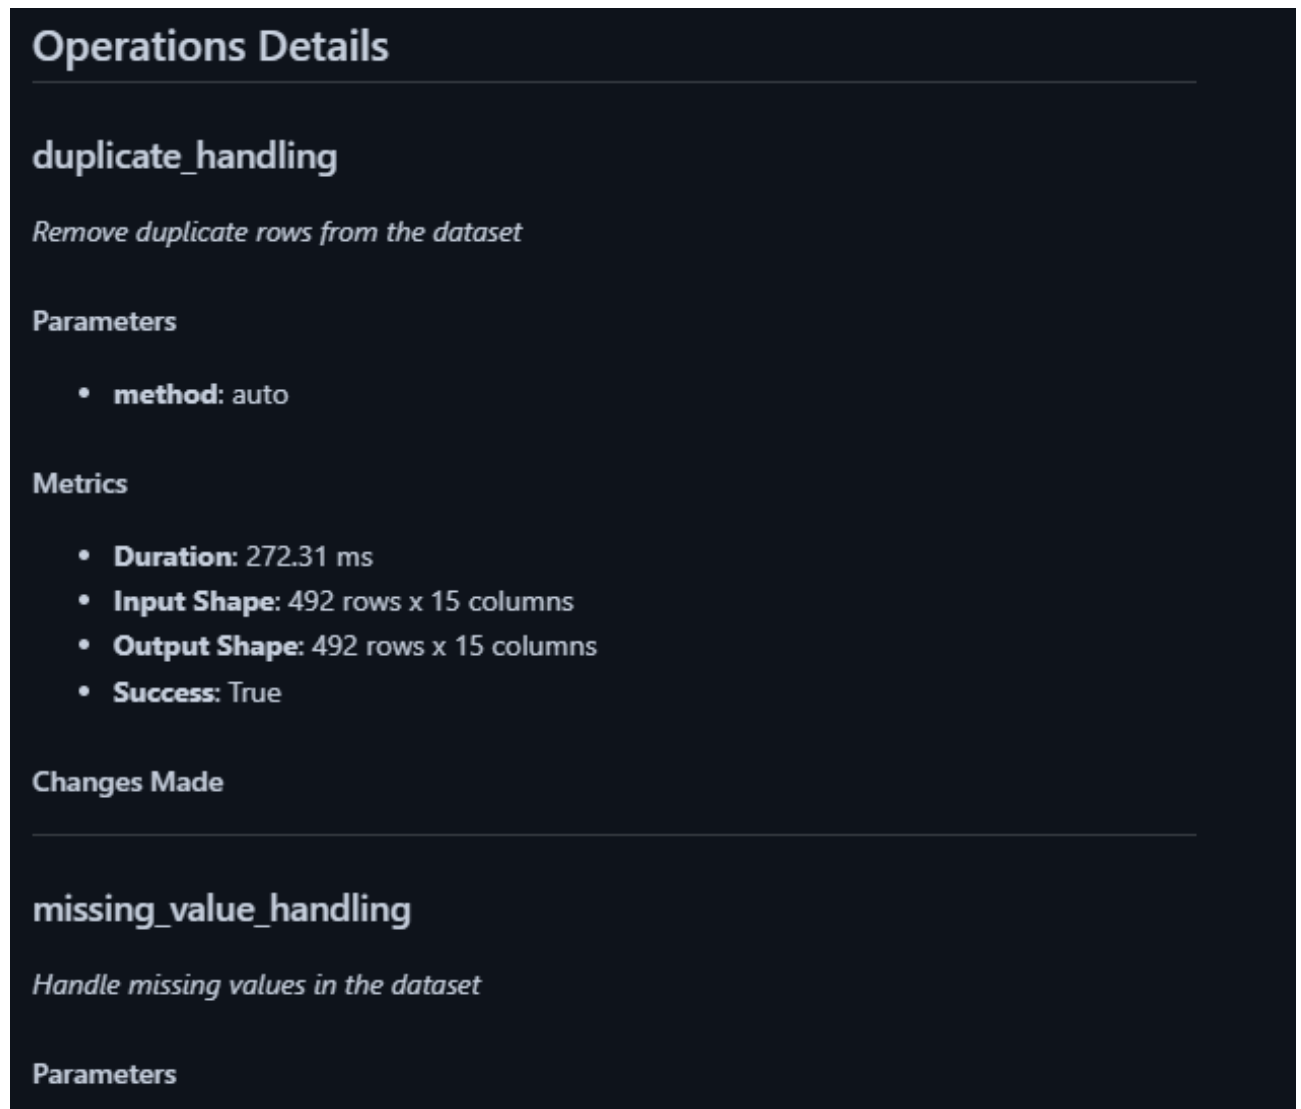 Operations Details
duplicate_handling
Remove duplicate rows from the dataset
Parameters
• method: auto
Metrics
• Duration: 272.31 ms
• Input Shape: 492 rows x 15 columns
• Output Shape: 492 rows x 15 columns
• Success: True
Changes Made
missing_value_handling
Handle missing values in the dataset
Parameters